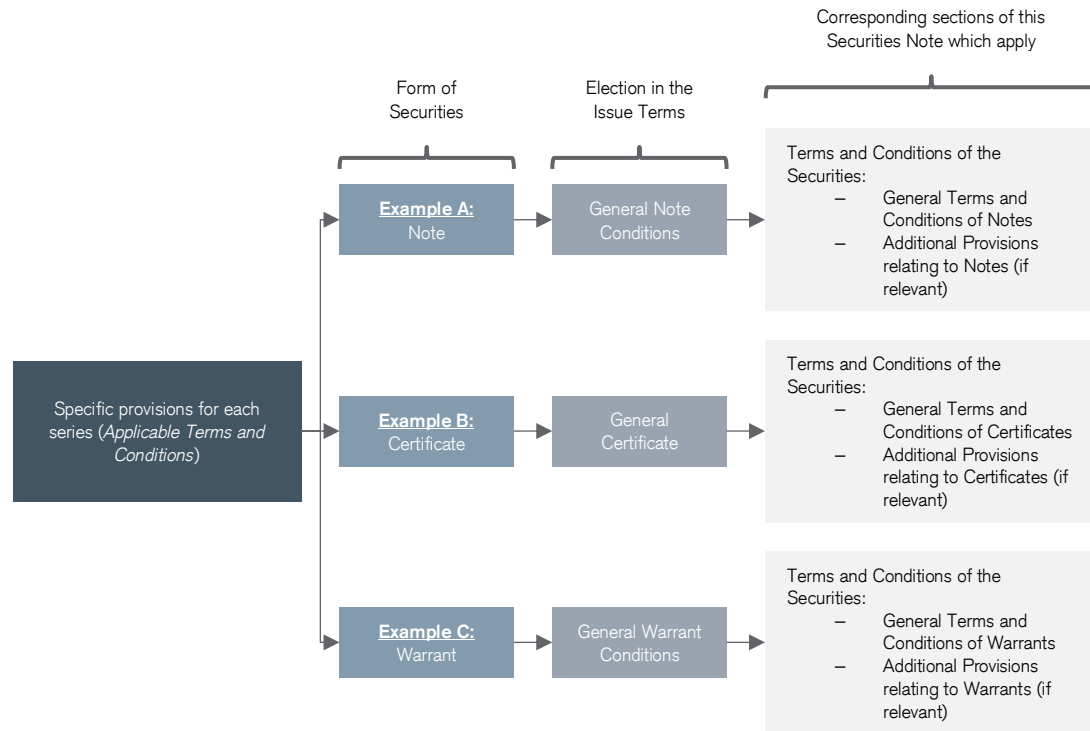 Corresponding sections of this
Securities Note which apply
Form of
Securities
Election in the
Issue Terms
Terms and Conditions of the
Securities:
– General Terms and
Conditions of Notes
– Additional Provisions
relating to Notes (if
relevant)
Example A:
Note
General Note
Conditions
Specific provisions for each
series (Applicable Terms and
Conditions)
Example B:
Certificate
General
Certificate
Terms and Conditions of the
Securities:
– General Terms and
Conditions of Certificates
– Additional Provisions
relating to Certificates (if
relevant)
Example C:
Warrant
General Warrant
Conditions
Terms and Conditions of the
Securities:
– General Terms and
Conditions of Warrants
– Additional Provisions
relating to Warrants (if
relevant)